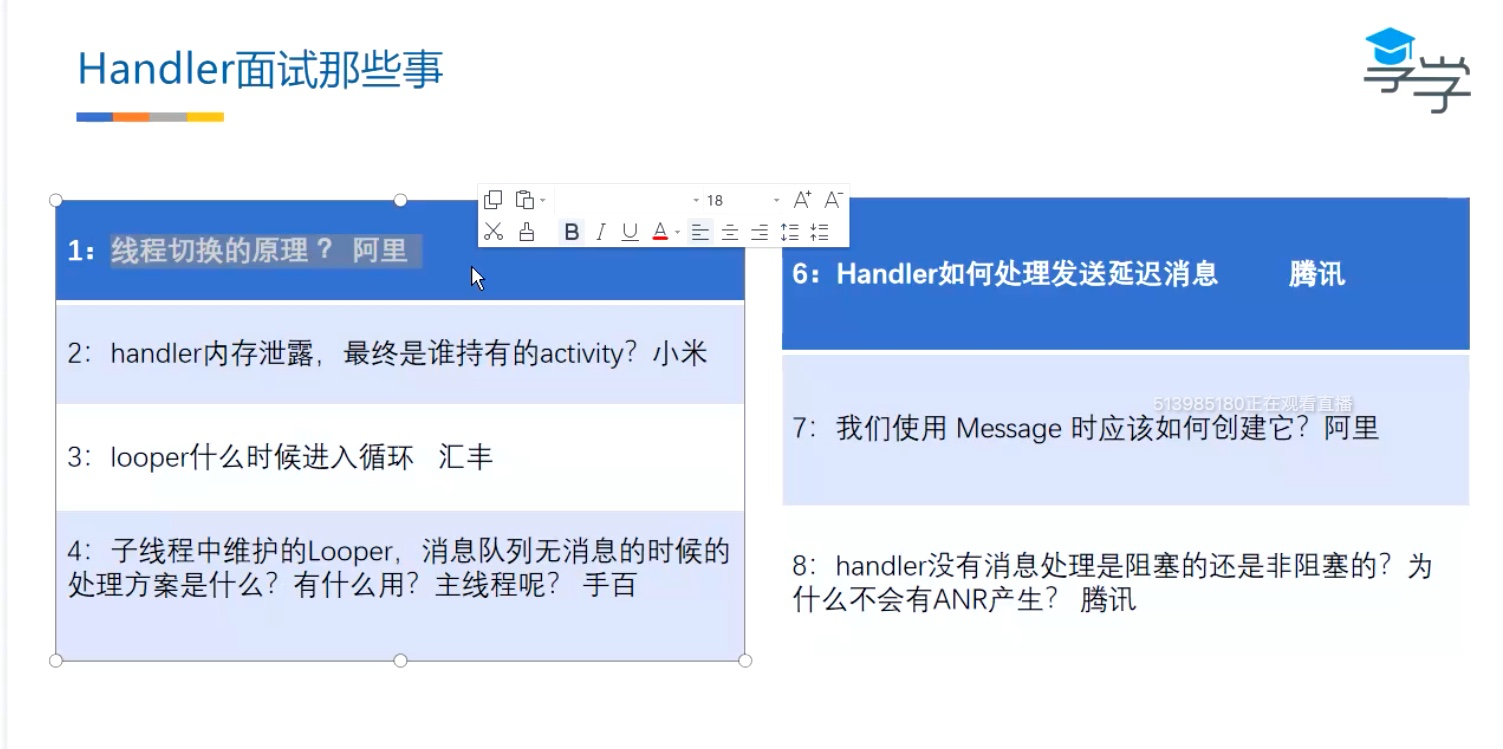 Handler面试那些事
享学
18
1：线程切换的原理？ 阿里
2：handler内存泄露，最终是谁持有的activity？小米
3：looper什么时候进入循环 汇丰
4：子线程中维护的Looper，消息队列无消息的时候的
处理方案是什么？有什么用？主线程呢？ 手百
6：Handler如何处理发送延迟消息 腾讯
513985180正在观看直播
7：我们使用 Message 时应该如何创建它？阿里
8：handler没有消息处理是阻塞的还是非阻塞的？为
什么不会有ANR产生？ 腾讯